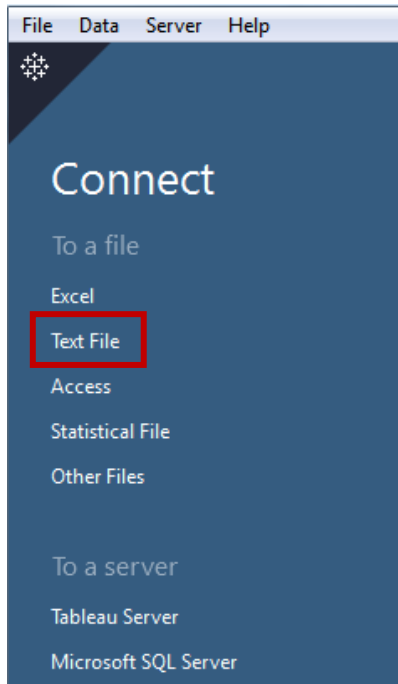 File Data Server Help
Connect
To a file
Excel
Text File
Access
Statistical File
Other Files
To a server
Tableau Server
Microsoft SQL Server